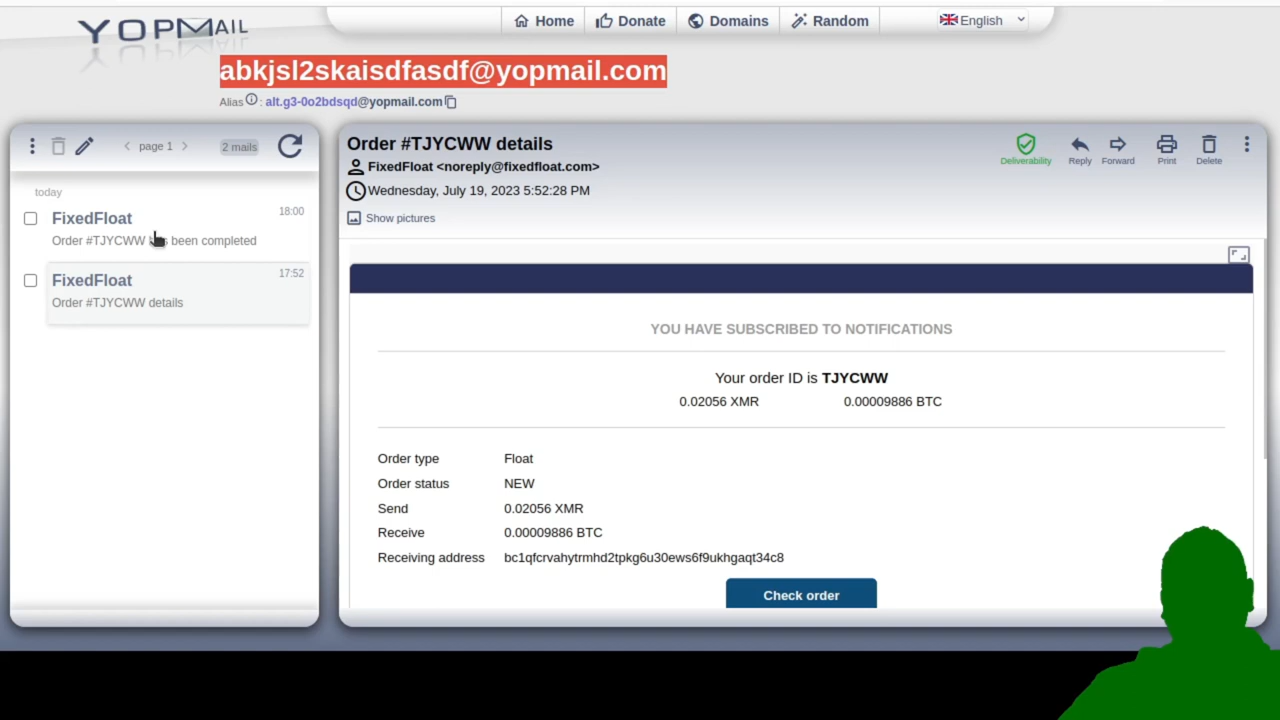 YOPMAIL
Home Donate Domains Random English
abkjsl2skaisdfasdf@yopmail.com
Alias : alt.g3-0o2bdsqd@yopmail.com
page 1 2 mails
today
FixedFloat 18:00
Order #TJYCWW been completed
FixedFloat 17:52
Order #TJYCWW details
Order #TJYCWW details
FixedFloat <noreply@fixedfloat.com>
Wednesday, July 19, 2023 5:52:28 PM
Show pictures
Deliverability Reply Forward Print Delete
YOU HAVE SUBSCRIBED TO NOTIFICATIONS
Your order ID is TJYCWW
0.02056 XMR 0.00009886 BTC
Order type Float
Order status NEW
Send 0.02056 XMR
Receive 0.00009886 BTC
Receiving address bc1qfcrvahytrmhd2tpkg6u30ews6f9ukhgaqt34c8
Check order